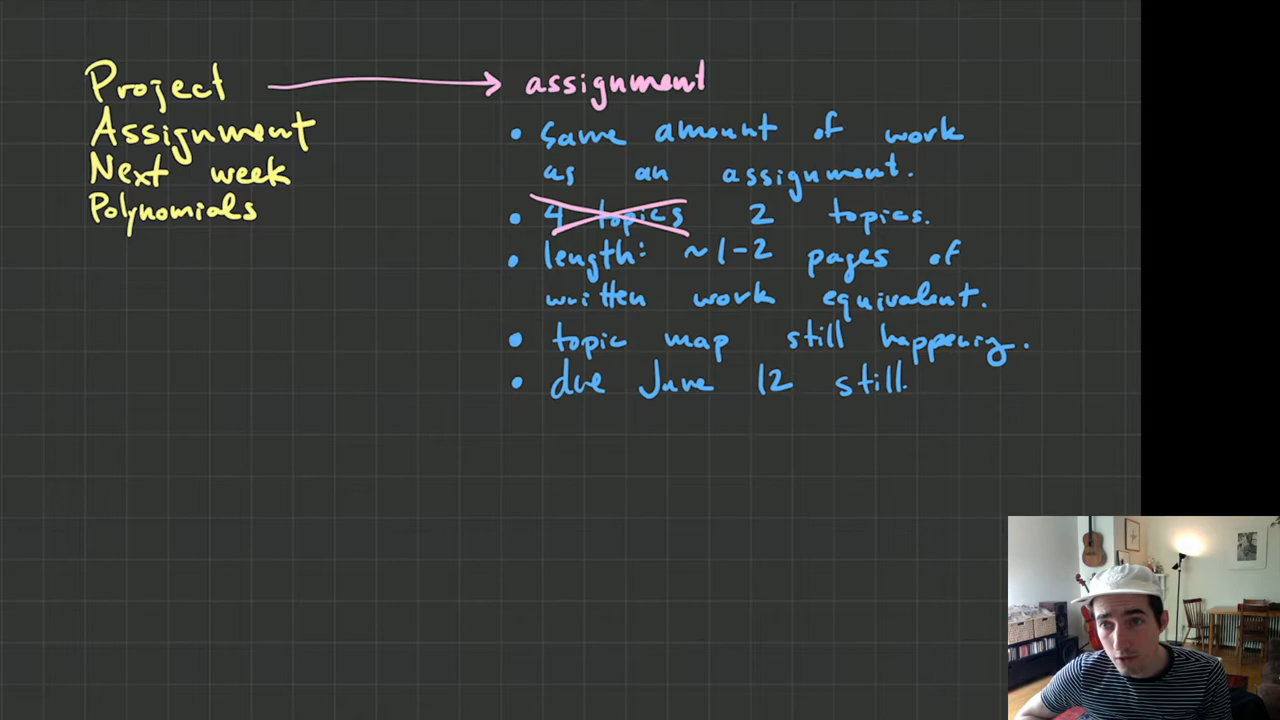 Project → assignment
Assignment
Next week
Polynomials
• same amount of work
as an assignment.
• 4 topics 2 topics.
• length: ~1-2 pages of
written work equivalent.
• topic map still happening.
• due June 12 still.